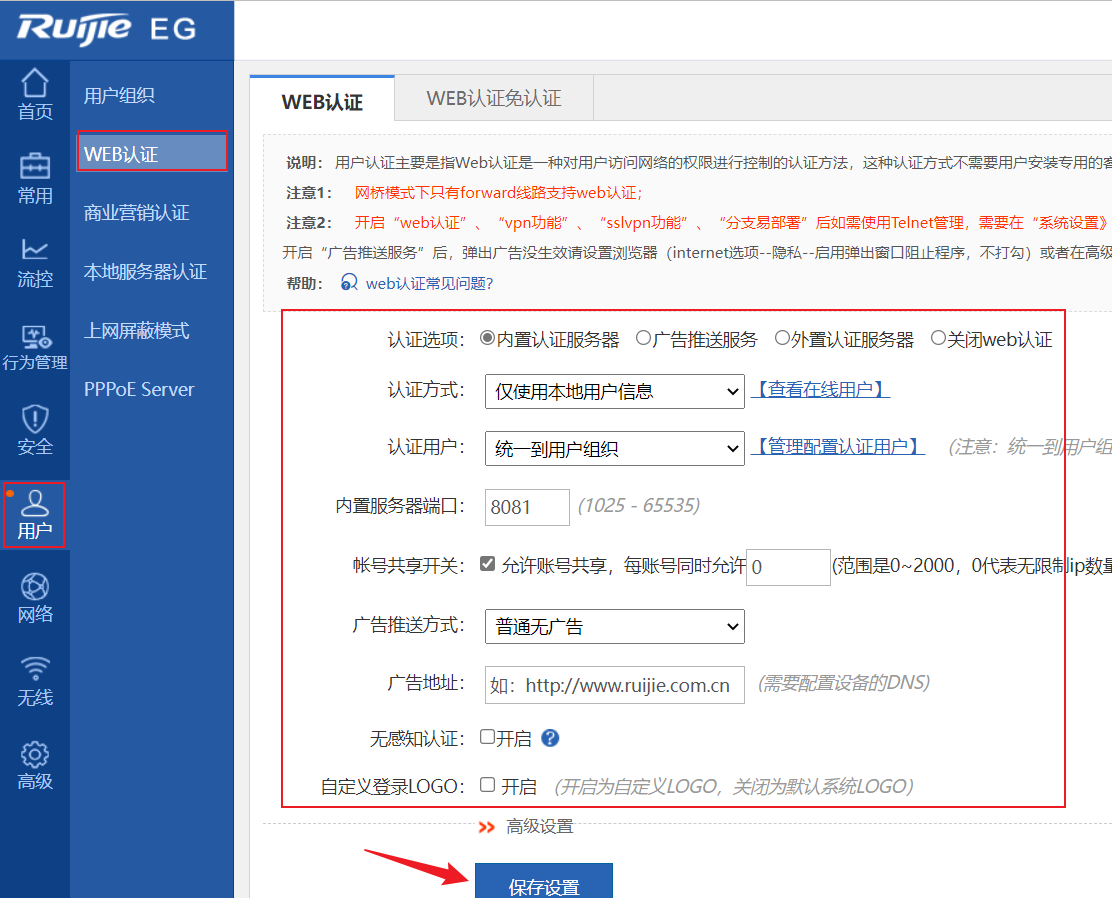 Ruijie EG
首页
常用
流控
行为管理
安全
用户
网络
无线
高级
用户组织
WEB认证
商业营销认证
本地服务器认证
上网屏蔽模式
PPPoE Server
WEB认证 WEB认证免认证
说明： 用户认证主要是指Web认证是一种对用户访问网络的权限进行控制的认证方法，这种认证方式不需要用户安装专用的客
注意1： 网桥模式下只有forward线路支持web认证；
注意2： 开启“web认证”、“vpn功能”、“sslvpn功能”、“分支易部署”后如需使用Telnet管理，需要在“系统设置》
开启“广告推送服务”后，弹出广告没生效请设置浏览器（internet选项--隐私--启用弹出窗口阻止程序，不打勾）或者在高级
帮助： web认证常见问题?
认证选项： 内置认证服务器 广告推送服务 外置认证服务器 关闭web认证
认证方式： 仅使用本地用户信息 【查看在线用户】
认证用户： 统一到用户组织 【管理配置认证用户】 (注意：统一到用户组
内置服务器端口： 8081 (1025 - 65535)
帐号共享开关： 允许账号共享，每账号同时允许 0 (范围是0~2000，0代表无限制ip数量
广告推送方式： 普通无广告
广告地址： 如：http://www.ruijie.com.cn (需要配置设备的DNS)
无感知认证： 开启 ?
自定义登录LOGO： 开启 (开启为自定义LOGO，关闭为默认系统LOGO)
高级设置
保存设置